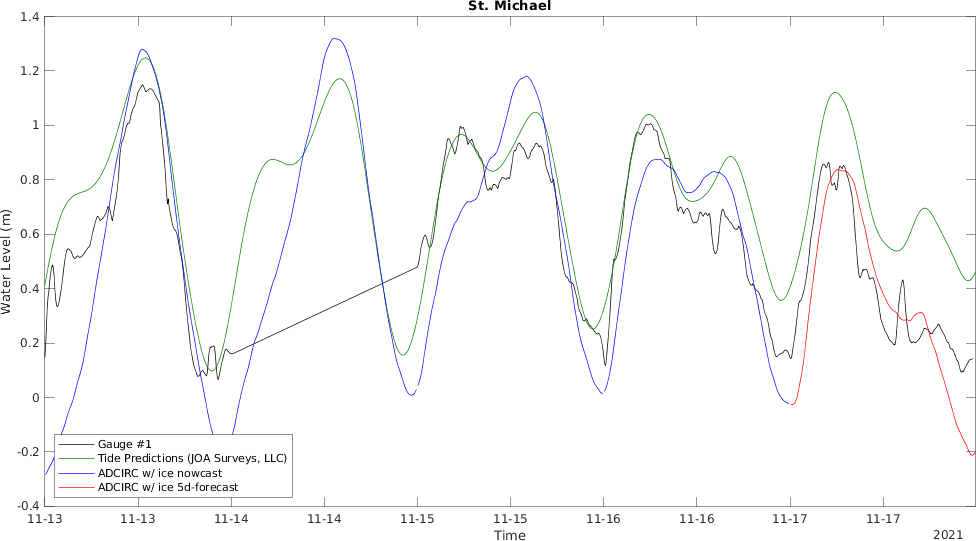 St. Michael
1.4
1.2
1
0.8
0.6
0.4
0.2
0
-0.2
-0.4
Water Level (m)
Gauge #1
Tide Predictions (JOA Surveys, LLC)
ADCIRC w/ ice nowcast
ADCIRC w/ ice 5d-forecast
11-13 11-13 11-14 11-14 11-15 11-15 11-16 11-16 11-17 11-17
Time
2021